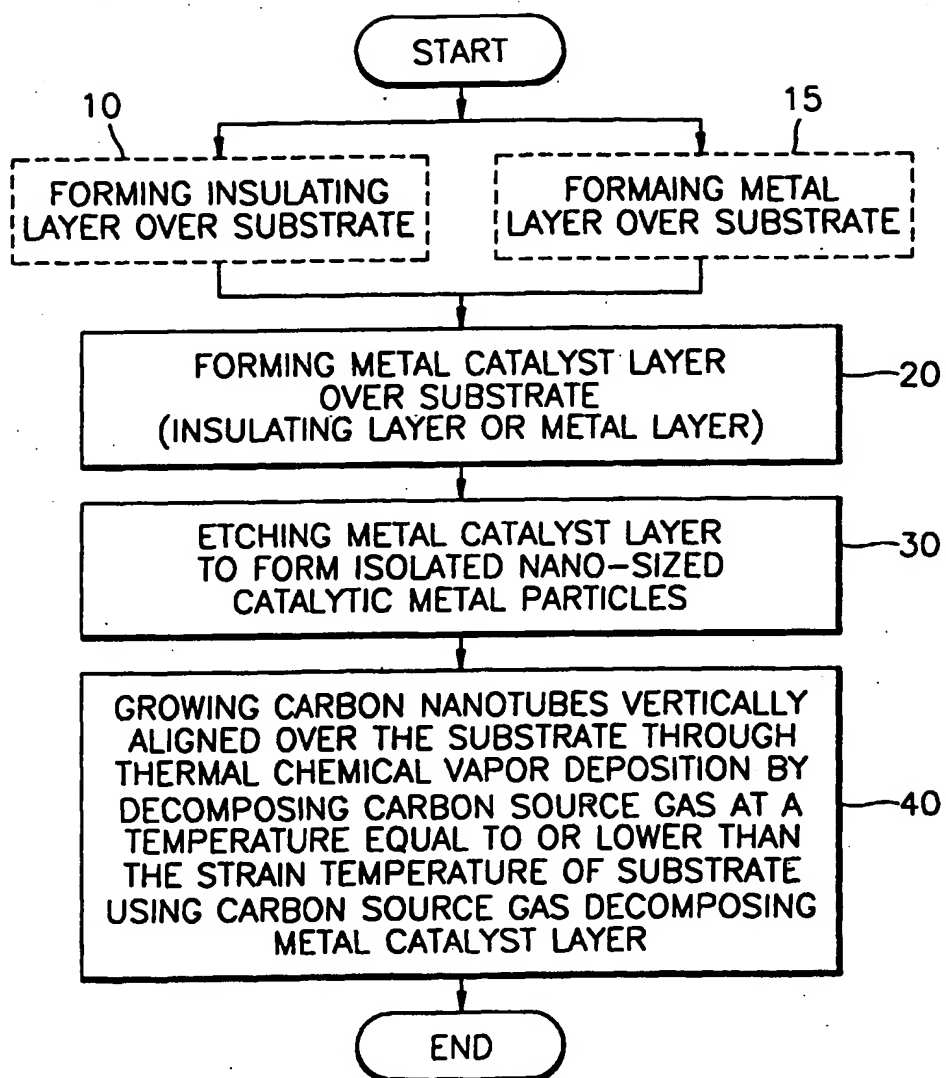 START
10
15
FORMING INSULATING
LAYER OVER SUBSTRATE
FORMAING METAL
LAYER OVER SUBSTRATE
FORMING METAL CATALYST LAYER
OVER SUBSTRATE
(INSULATING LAYER OR METAL LAYER)
20
ETCHING METAL CATALYST LAYER
TO FORM ISOLATED NANO-SIZED
CATALYTIC METAL PARTICLES
30
GROWING CARBON NANOTUBES VERTICALLY
ALIGNED OVER THE SUBSTRATE THROUGH
THERMAL CHEMICAL VAPOR DEPOSITION BY
DECOMPOSING CARBON SOURCE GAS AT A
TEMPERATURE EQUAL TO OR LOWER THAN
THE STRAIN TEMPERATURE OF SUBSTRATE
USING CARBON SOURCE GAS DECOMPOSING
METAL CATALYST LAYER
40
END